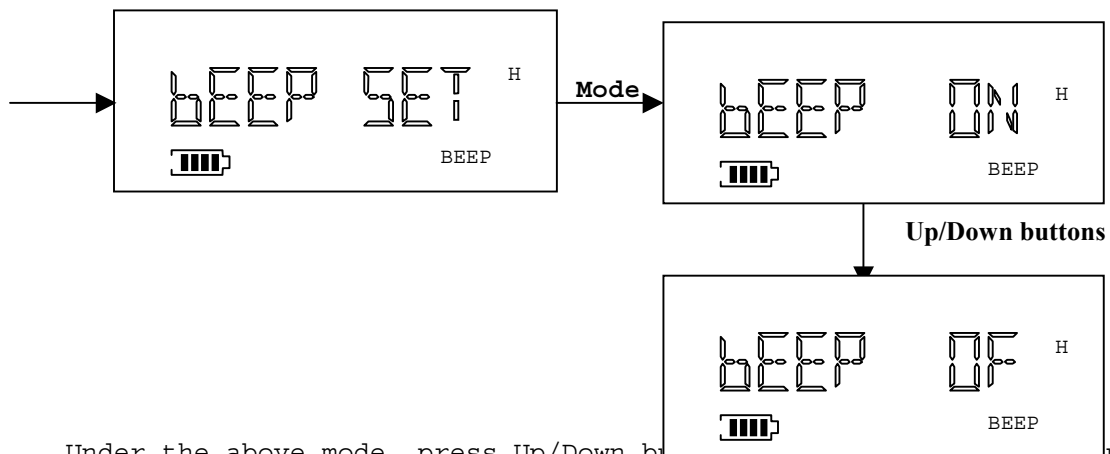 bEEP SET H
BEEP
Mode
bEEP ON H
BEEP
Up/Down buttons
bEEP OF H
BEEP
Under the above mode, press Up/Down